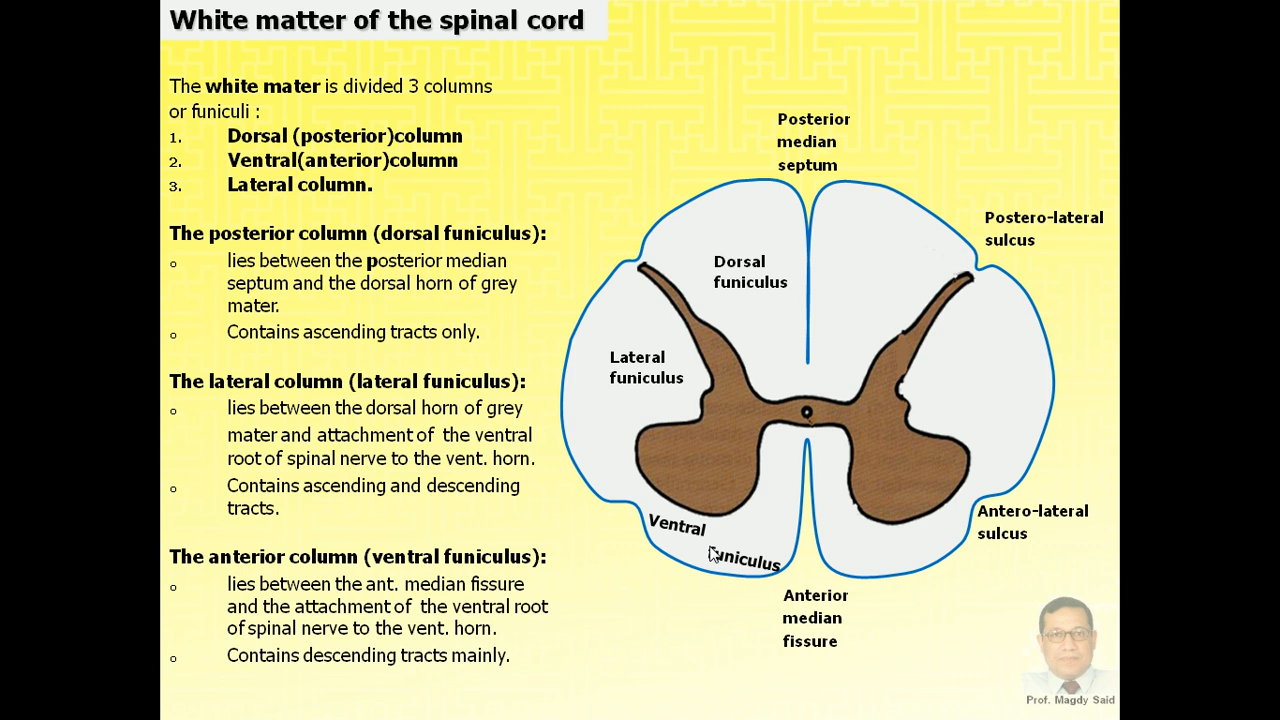 White matter of the spinal cord
The white mater is divided 3 columns
or funiculi :
1. Dorsal (posterior)column
2. Ventral(anterior)column
3. Lateral column.
The posterior column (dorsal funiculus):
o lies between the posterior median
septum and the dorsal horn of grey
mater.
o Contains ascending tracts only.
The lateral column (lateral funiculus):
o lies between the dorsal horn of grey
mater and attachment of the ventral
root of spinal nerve to the vent. horn.
o Contains ascending and descending
tracts.
The anterior column (ventral funiculus):
o lies between the ant. median fissure
and the attachment of the ventral root
of spinal nerve to the vent. horn.
o Contains descending tracts mainly.
Posterior
median
septum
Postero-lateral
sulcus
Dorsal
funiculus
Lateral
funiculus
Ventral
funiculus
Antero-lateral
sulcus
Anterior
median
fissure
Prof. Magdy Said